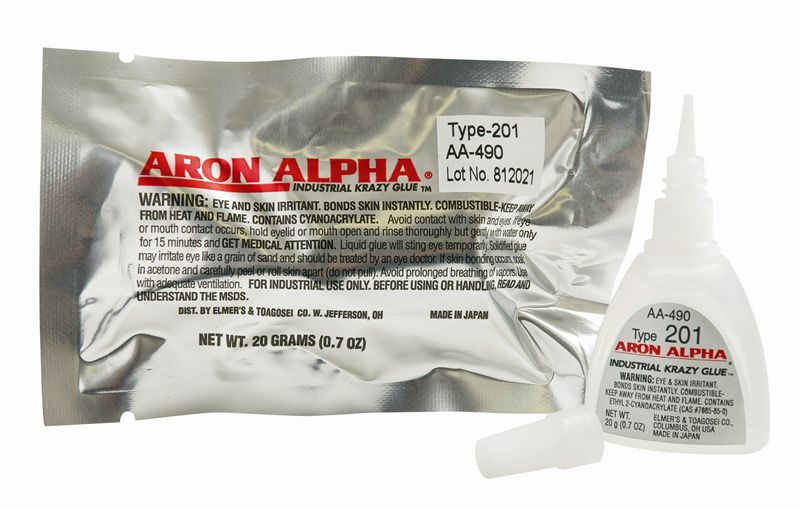 Type-201
AA-490
Lot No. 812021
ARON ALPHA®
INDUSTRIAL KRAZY GLUE™
WARNING: EYE AND SKIN IRRITANT. BONDS SKIN INSTANTLY. COMBUSTIBLE-KEEP AWAY
FROM HEAT AND FLAME. CONTAINS CYANOACRYLATE. Avoid contact with skin and eyes. If eye
or mouth contact occurs, hold eyelid or mouth open and rinse thoroughly but gently with water only
for 15 minutes and GET MEDICAL ATTENTION. Liquid glue will sting eye temporarily. Solidified glue
may irritate eye like a grain of sand and should be treated by an eye doctor. If skin bonding occurs, soak
in acetone and carefully peel or roll skin apart (do not pull). Avoid prolonged breathing of vapors. Use
with adequate ventilation. FOR INDUSTRIAL USE ONLY. BEFORE USING OR HANDLING, READ AND
UNDERSTAND THE MSDS.
DIST. BY ELMER'S & TOAGOSEI CO. W. JEFFERSON, OH MADE IN JAPAN
NET WT. 20 GRAMS (0.7 OZ)
AA-490
Type 201
ARON ALPHA®
INDUSTRIAL KRAZY GLUE™
WARNING: EYE & SKIN IRRITANT.
BONDS SKIN INSTANTLY. COMBUSTIBLE-
KEEP AWAY FROM HEAT AND FLAME. CONTAINS
ETHYL 2-CYANOACRYLATE (CAS #7085-85-0)
NET WT. ELMER'S & TOAGOSEI CO.,
20 g (0.7 OZ) COLUMBUS, OH USA
MADE IN JAPAN